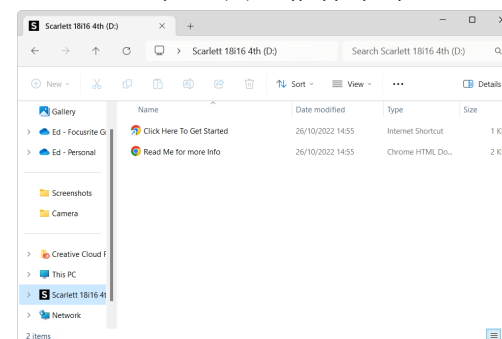 Scarlett 18i16 4th (D:)
Scarlett 18i16 4th (D:)
Search Scarlett 18i16 4th (D:)
New
Sort
View
Details
Gallery
Name
Date modified
Type
Size
Ed - Focusrite G
Click Here To Get Started
26/10/2022 14:55
Internet Shortcut
1 K
Ed - Personal
Read Me for more Info
26/10/2022 14:55
Chrome HTML Do...
2 K
Screenshots
Camera
Creative Cloud F
This PC
Scarlett 18i16 4t
Network
2 items